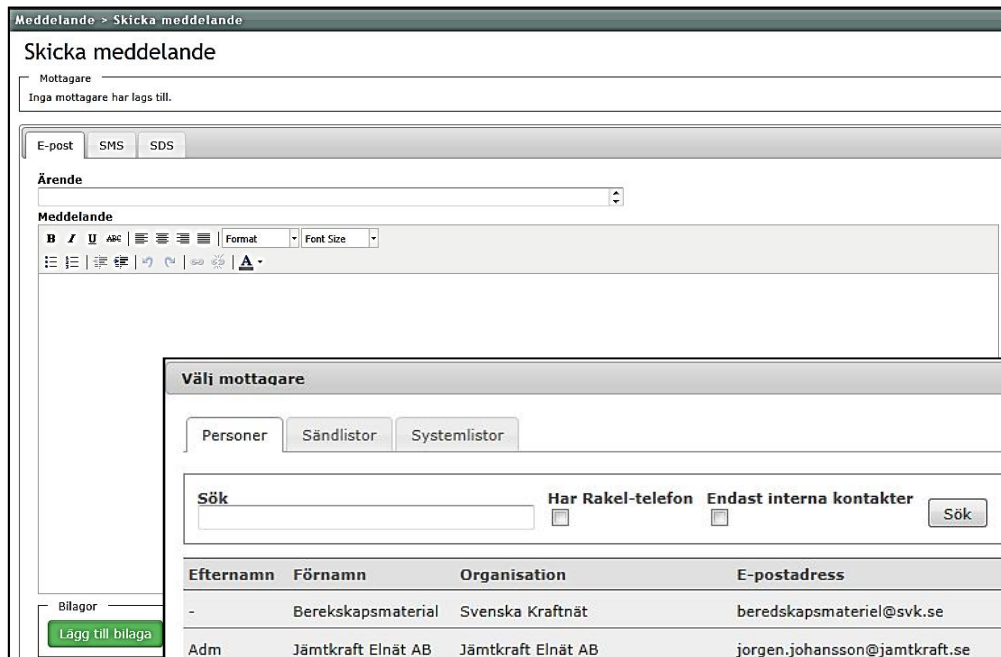 Meddelande > Skicka meddelande
Skicka meddelande
Mottagare
Inga mottagare har lags till.
E-post SMS SDS
Ärende
Meddelande
B I U ABC Format Font Size
A
Välj mottagare
Personer Sändlistor Systemlistor
Sök Har Rakel-telefon Endast interna kontakter Sök
Efternamn Förnamn Organisation E-postadress
- Berekskapsmaterial Svenska Kraftnät beredskapsmateriel@svk.se
Adm Jämtkraft Elnät AB Jämtkraft Elnät AB jorgen.johansson@jamtkraft.se
Bilagor
Lägg till bilaga